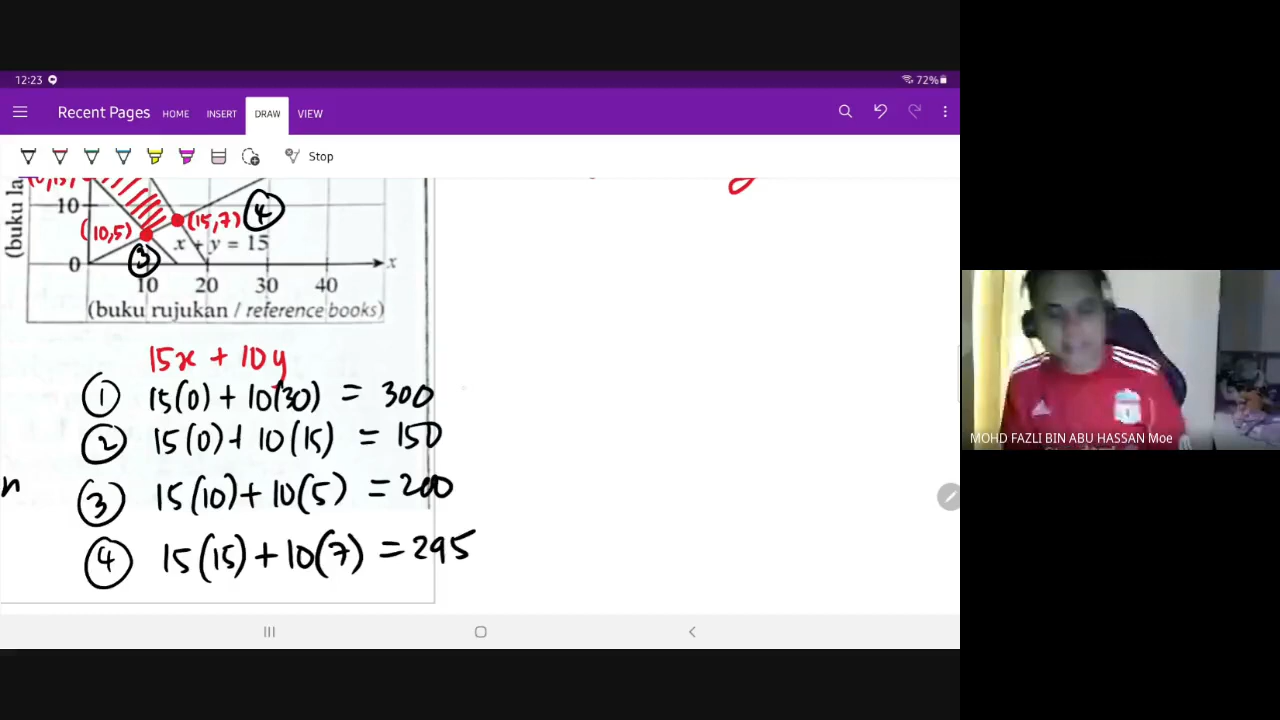 12:23 72%
Recent Pages HOME INSERT DRAW VIEW
Stop
(buku la
10
(15,7) 4
(10,5)
x + y = 15
3
0 x
10 20 30 40
(buku rujukan / reference books)
15x + 10y
1 15(0) + 10(30) = 300
2 15(0) + 10(15) = 150
n
3 15(10) + 10(5) = 200
4 15(15) + 10(7) = 295
MOHD FAZLI BIN ABU HASSAN Moe